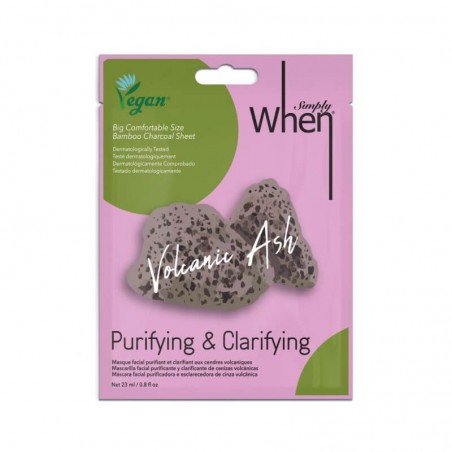 Vegan
Simply
When®
Big Comfortable Size
Bamboo Charcoal Sheet
Dermatologically Tested
Testé dermatologiquement
Dermatológicamente Comprobado
Testado dermatologicamente
Volcanic Ash
Purifying & Clarifying
Masque facial purifiant et clarifiant aux cendres volcaniques
Mascarilla facial purificante y clarificante de cenizas volcánicas
Máscara facial purificadora e esclarecedora de cinza vulcânica
Net 23 ml / 0.8 fl oz